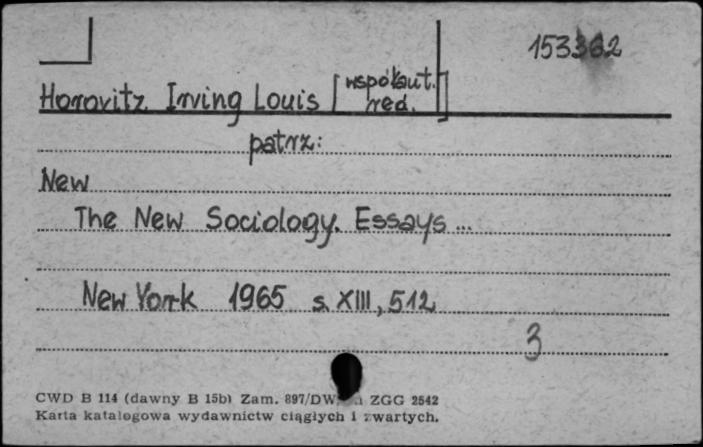 153362
Horovitz Irving Louis [współaut. red.]
patrz:
New
The New Sociology. Essays ...
New York 1965 s. XIII, 512
3
CWD B 114 (dawny B 15b) Zam. 897/DW. ZGG 2542
Karta katalogowa wydawnictw ciągłych i zwartych.